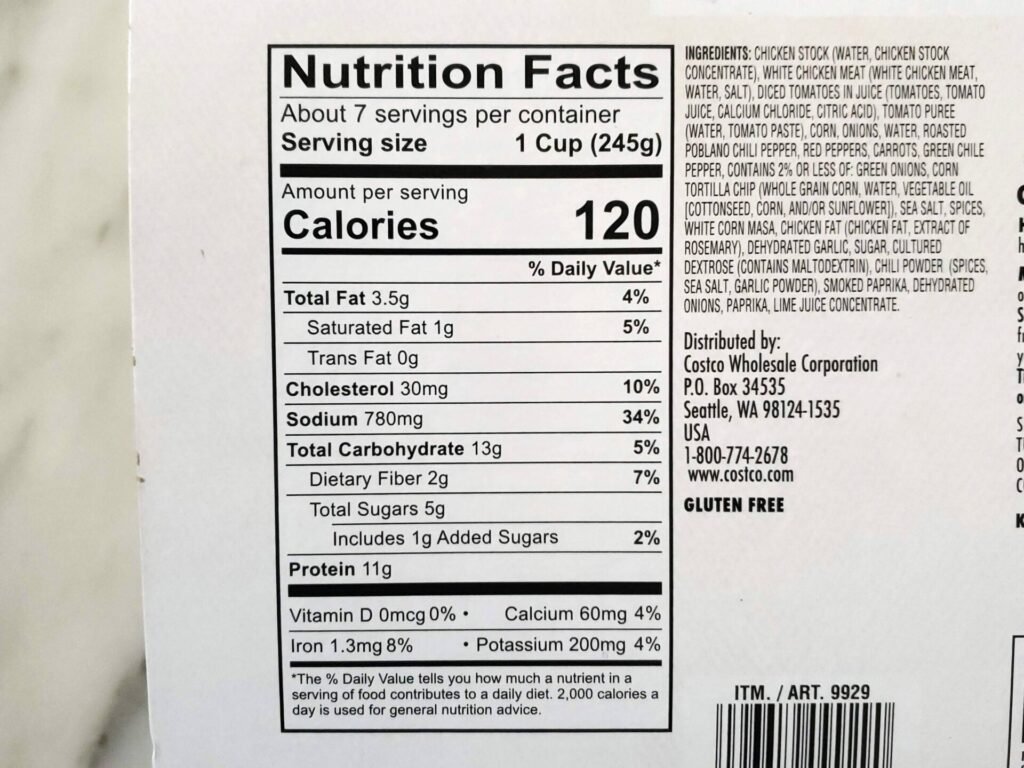 Nutrition Facts
About 7 servings per container
Serving size 1 Cup (245g)
Amount per serving
Calories 120
% Daily Value*
Total Fat 3.5g 4%
Saturated Fat 1g 5%
Trans Fat 0g
Cholesterol 30mg 10%
Sodium 780mg 34%
Total Carbohydrate 13g 5%
Dietary Fiber 2g 7%
Total Sugars 5g
Includes 1g Added Sugars 2%
Protein 11g
Vitamin D 0mcg 0% • Calcium 60mg 4%
Iron 1.3mg 8% • Potassium 200mg 4%
*The % Daily Value tells you how much a nutrient in a
serving of food contributes to a daily diet. 2,000 calories a
day is used for general nutrition advice.
INGREDIENTS: CHICKEN STOCK (WATER, CHICKEN STOCK
CONCENTRATE), WHITE CHICKEN MEAT (WHITE CHICKEN MEAT,
WATER, SALT), DICED TOMATOES IN JUICE (TOMATOES, TOMATO
JUICE, CALCIUM CHLORIDE, CITRIC ACID), TOMATO PUREE
(WATER, TOMATO PASTE), CORN, ONIONS, WATER, ROASTED
POBLANO CHILI PEPPER, RED PEPPERS, CARROTS, GREEN CHILE
PEPPER, CONTAINS 2% OR LESS OF: GREEN ONIONS, CORN
TORTILLA CHIP (WHOLE GRAIN CORN, WATER, VEGETABLE OIL
[COTTONSEED, CORN, AND/OR SUNFLOWER]), SEA SALT, SPICES,
WHITE CORN MASA, CHICKEN FAT (CHICKEN FAT, EXTRACT OF
ROSEMARY), DEHYDRATED GARLIC, SUGAR, CULTURED
DEXTROSE (CONTAINS MALTODEXTRIN), CHILI POWDER (SPICES,
SEA SALT, GARLIC POWDER), SMOKED PAPRIKA, DEHYDRATED
ONIONS, PAPRIKA, LIME JUICE CONCENTRATE.
Distributed by:
Costco Wholesale Corporation
P.O. Box 34535
Seattle, WA 98124-1535
USA
1-800-774-2678
www.costco.com
GLUTEN FREE
ITM. / ART. 9929